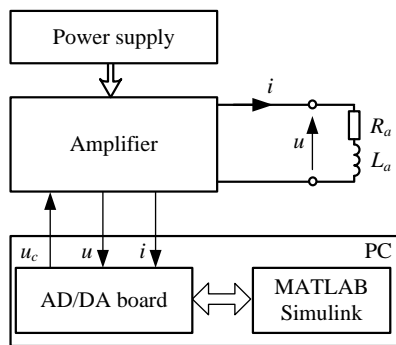 Power supply
Amplifier
i
u
R_a
L_a
u_c
u
i
PC
AD/DA board
MATLAB
Simulink